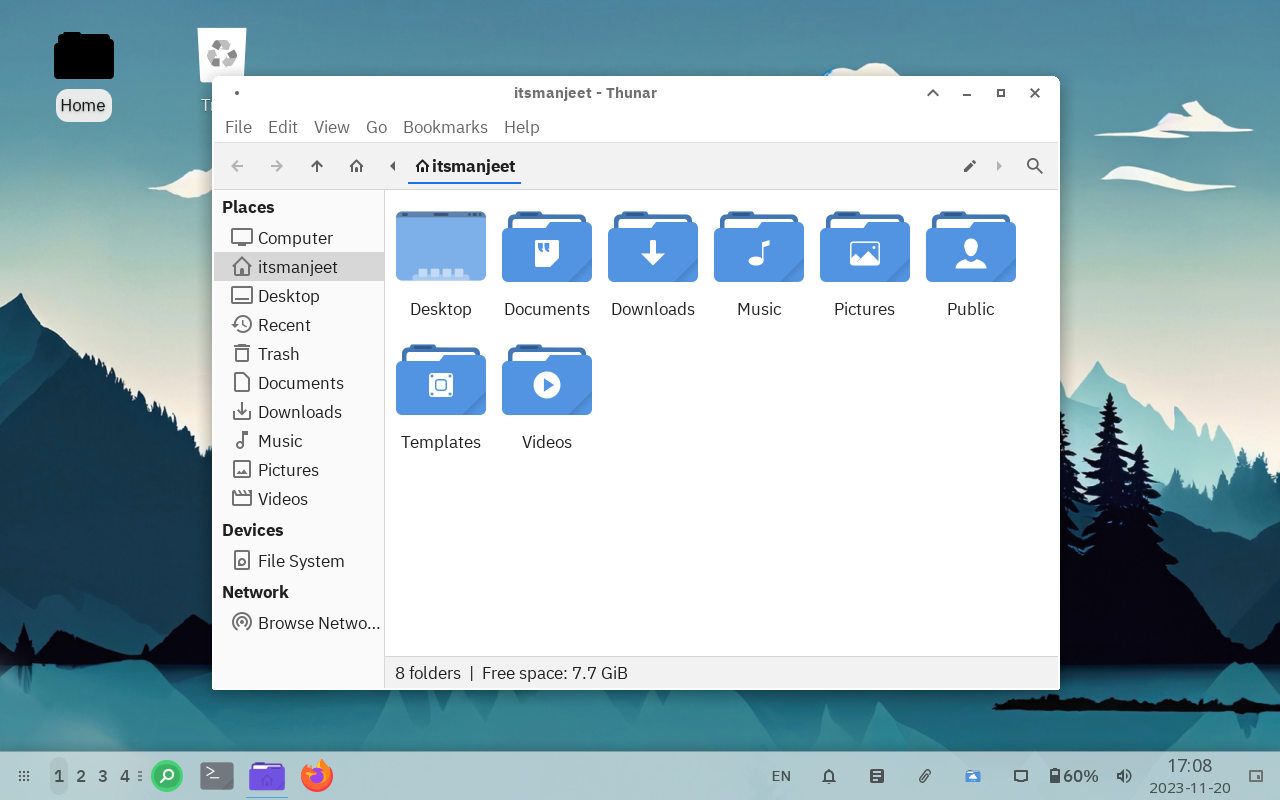 Home
itsmanjeet - Thunar
File Edit View Go Bookmarks Help
itsmanjeet
Places
Computer
itsmanjeet
Desktop
Recent
Trash
Documents
Downloads
Music
Pictures
Videos
Devices
File System
Network
Browse Netwo...
Desktop Documents Downloads Music Pictures Public
Templates Videos
8 folders | Free space: 7.7 GiB
1 2 3 4
EN
60%
17:08
2023-11-20